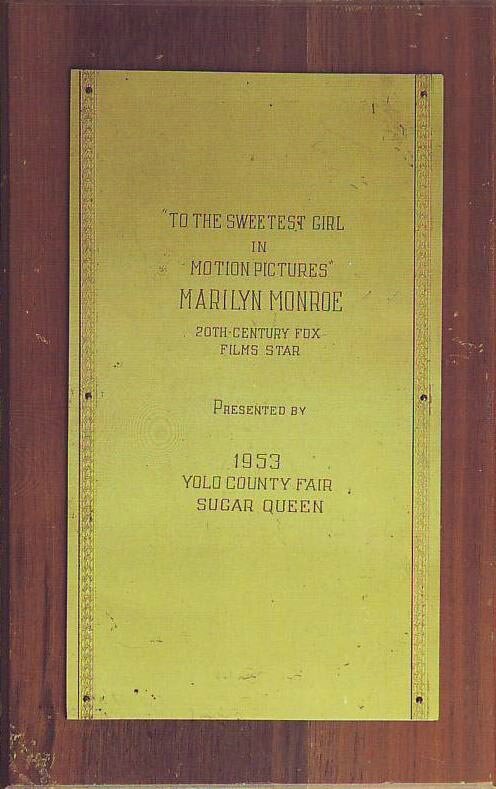 "TO THE SWEETEST GIRL
IN
MOTION PICTURES"
MARILYN MONROE
20TH-CENTURY FOX
FILMS STAR
PRESENTED BY
1953
YOLO COUNTY FAIR
SUGAR QUEEN